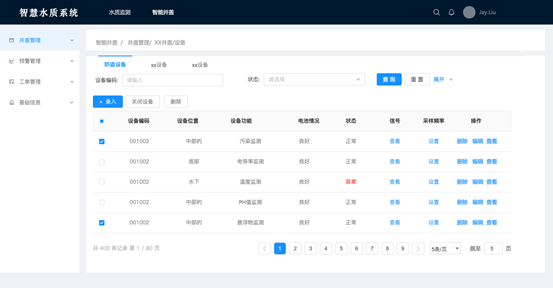 智慧水质系统 水质监测 智能井盖 Jay.Liu
井盖管理
预警管理
工单管理
基础信息
智能井盖 / 井盖管理/ XX井盖/设备
防盗设备 xx设备 xx设备
设备编码: 请输入 状态: 请选择 查 询 重 置 展开
+ 录入 关闭设备 删除
设备编码 设备位置 设备功能 电池情况 状态 信号 采样频率 操作
001002 中部的 污染监测 良好 正常 查看 设置 删除 编辑 查看
001002 底部 电导率监测 良好 正常 查看 设置 删除 编辑 查看
001002 水下 温度监测 良好 异常 查看 设置 删除 编辑 查看
001002 中部的 PH值监测 良好 正常 查看 设置 删除 编辑 查看
001002 中部的 悬浮物监测 良好 正常 查看 设置 删除 编辑 查看
共 400 条记录 第 1 / 80 页 1 2 3 4 5 6 7 8 9 5条/页 跳至 5 页